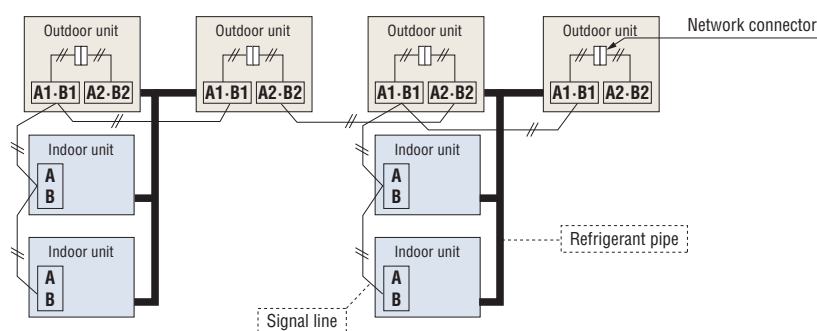 Outdoor unit Outdoor unit Outdoor unit Outdoor unit Network connector
A1·B1 A2·B2 A1·B1 A2·B2 A1·B1 A2·B2 A1·B1 A2·B2
Indoor unit Indoor unit
A A
B B
Refrigerant pipe
Indoor unit Indoor unit
A A
B B
Signal line